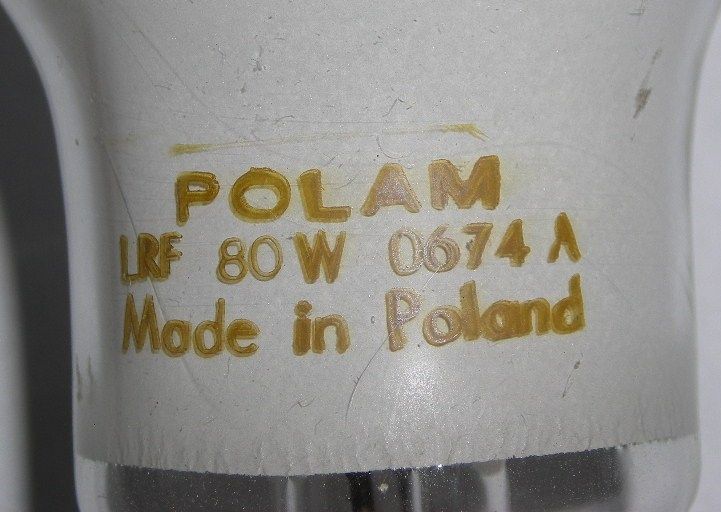 POLAM
LRF 80W 0674 Λ
Made in Poland